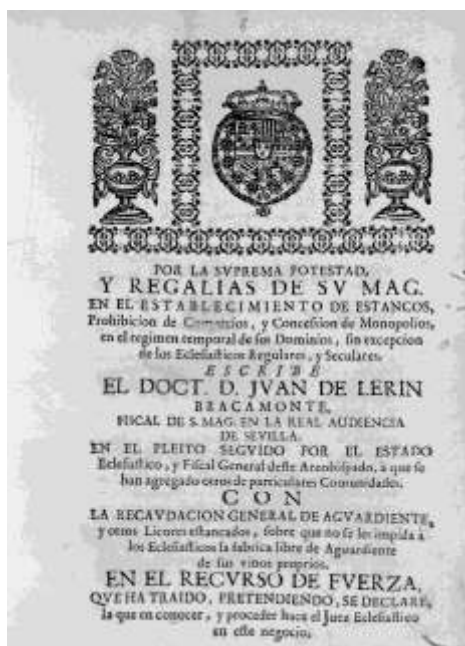 POR LA SVPREMA POTESTAD,
Y REGALIAS DE SV MAG.
EN EL ESTABLECIMIENTO DE ESTANCOS,
Prohibicion de Comercios, y Concession de Monopolios,
en el regimen temporal de sus Dominios, sin excepcion
de los Eclesiasticos Regulares, y Seculares.
ESCRIBE
EL DOCT. D. JVAN DE LERIN
BRACAMONTE,
FISCAL DE S. MAG. EN LA REAL AUDIENCIA
DE SEVILLA.
EN EL PLEITO SEGVIDO POR EL ESTADO
Eclesiastico, y Fiscal General deste Arzobispado, a que se
han agregado otros de particulares Comunidades.
CON
LA RECAVDACION GENERAL DE AGVARDIENTE,
y otros Licores estancados, sobre que no se les impida à
los Eclesiasticos la fabrica libre de Aguardiente
de sus vinos proprios.
EN EL RECVRSO DE FVERZA,
QVE HA TRAIDO, PRETENDIENDO, SE DECLARE,
la que en conocer, y proceder hace el Juez Eclesiastico
en este negocio.